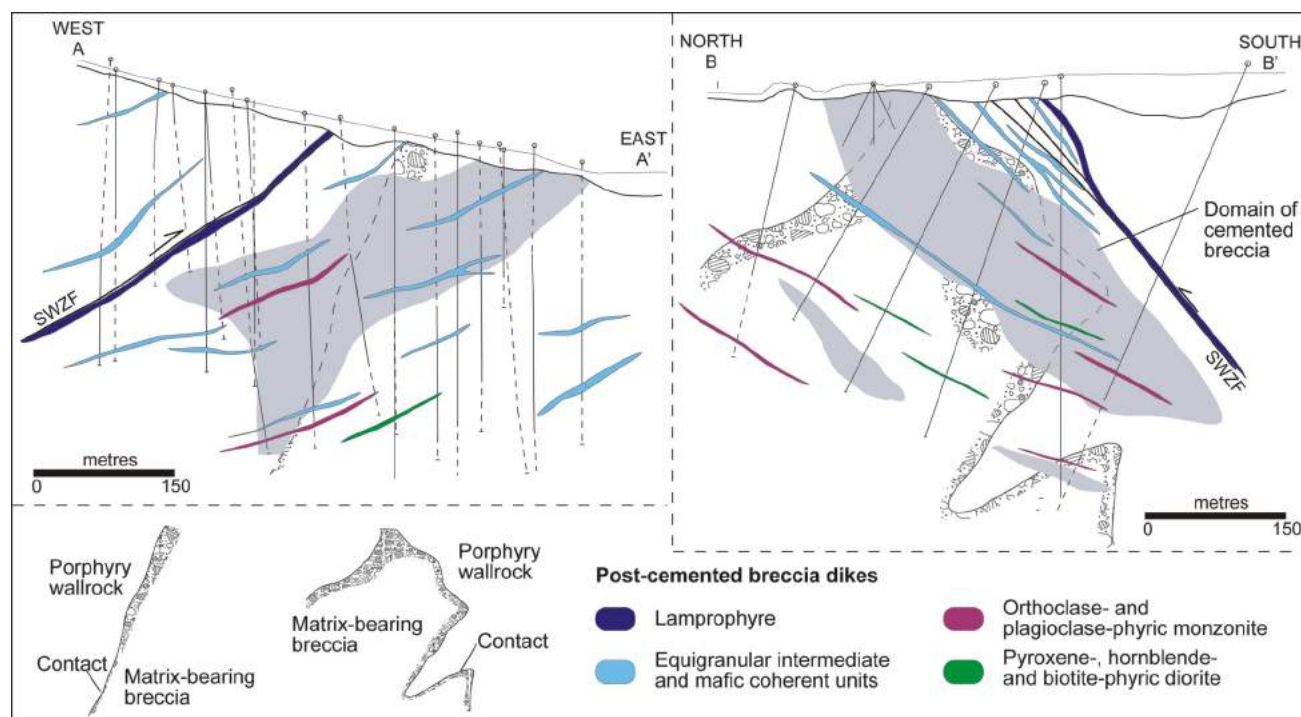 WEST
A
EAST
A'
SWZF
metres
0 150
NORTH
B
SOUTH
B'
Domain of
cemented
breccia
SWZF
metres
0 150
Porphyry
wallrock
Contact
Matrix-bearing
breccia
Porphyry
wallrock
Matrix-bearing
breccia
Contact
Post-cemented breccia dikes
Lamprophyre
Equigranular intermediate
and mafic coherent units
Orthoclase- and
plagioclase-phyric monzonite
Pyroxene-, hornblende-
and biotite-phyric diorite